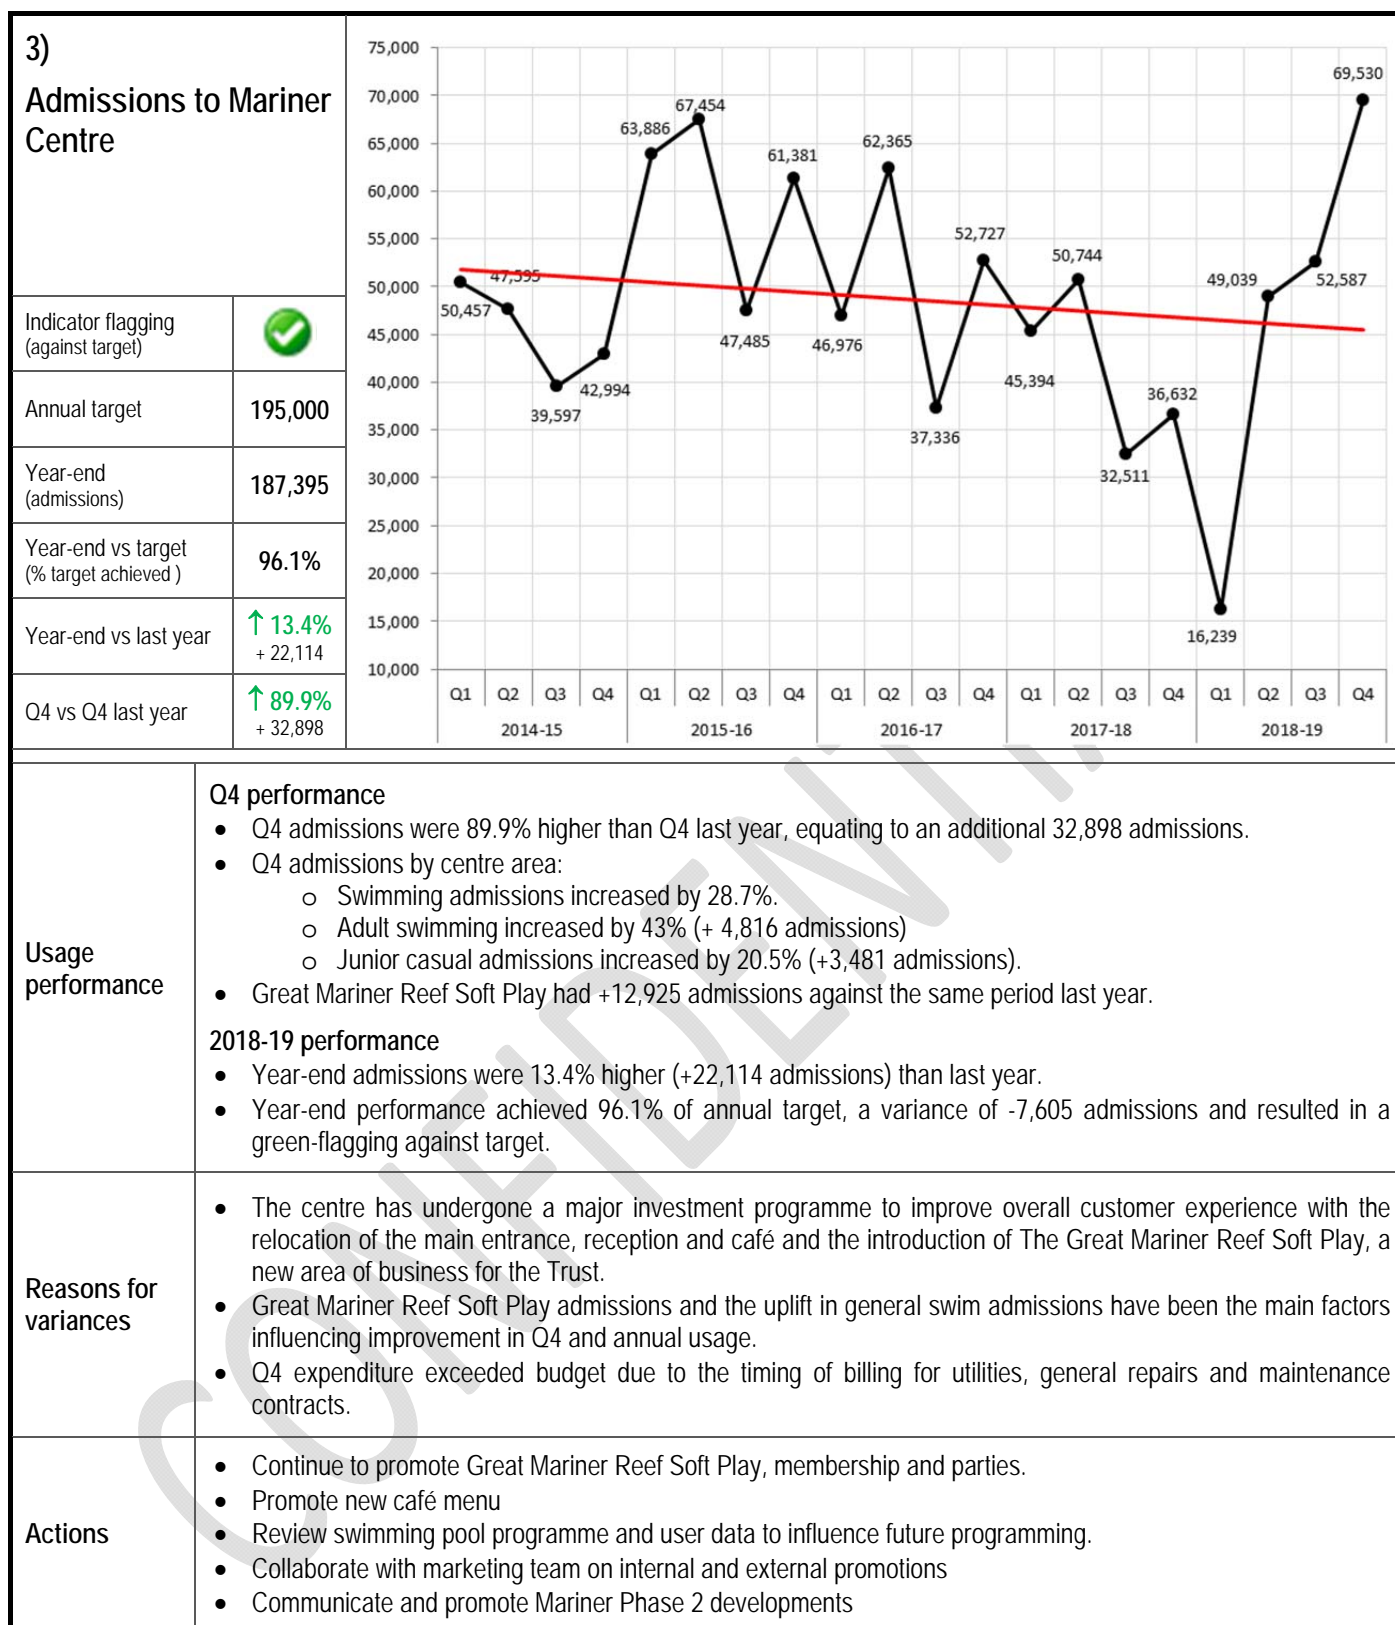 3)
Admissions to Mariner
Centre
Indicator flagging
(against target)
Annual target
195,000
Year-end
(admissions)
187,395
Year-end vs target
(% target achieved )
96.1%
Year-end vs last year
↑ 13.4%
+ 22,114
Q4 vs Q4 last year
↑ 89.9%
+ 32,898
75,000
70,000
65,000
60,000
55,000
50,000
45,000
40,000
35,000
30,000
25,000
20,000
15,000
10,000
50,457
47,595
39,597
42,994
63,886
67,454
47,485
61,381
46,976
62,365
37,336
52,727
45,394
50,744
32,511
36,632
16,239
49,039
52,587
69,530
Q1 Q2 Q3 Q4 Q1 Q2 Q3 Q4 Q1 Q2 Q3 Q4 Q1 Q2 Q3 Q4 Q1 Q2 Q3 Q4
2014-15 2015-16 2016-17 2017-18 2018-19
Usage
performance
Q4 performance
• Q4 admissions were 89.9% higher than Q4 last year, equating to an additional 32,898 admissions.
• Q4 admissions by centre area:
o Swimming admissions increased by 28.7%.
o Adult swimming increased by 43% (+ 4,816 admissions)
o Junior casual admissions increased by 20.5% (+3,481 admissions).
• Great Mariner Reef Soft Play had +12,925 admissions against the same period last year.
2018-19 performance
• Year-end admissions were 13.4% higher (+22,114 admissions) than last year.
• Year-end performance achieved 96.1% of annual target, a variance of -7,605 admissions and resulted in a
green-flagging against target.
Reasons for
variances
• The centre has undergone a major investment programme to improve overall customer experience with the
relocation of the main entrance, reception and café and the introduction of The Great Mariner Reef Soft Play, a
new area of business for the Trust.
• Great Mariner Reef Soft Play admissions and the uplift in general swim admissions have been the main factors
influencing improvement in Q4 and annual usage.
• Q4 expenditure exceeded budget due to the timing of billing for utilities, general repairs and maintenance
contracts.
Actions
• Continue to promote Great Mariner Reef Soft Play, membership and parties.
• Promote new café menu
• Review swimming pool programme and user data to influence future programming.
• Collaborate with marketing team on internal and external promotions
• Communicate and promote Mariner Phase 2 developments
CONFIDENTI